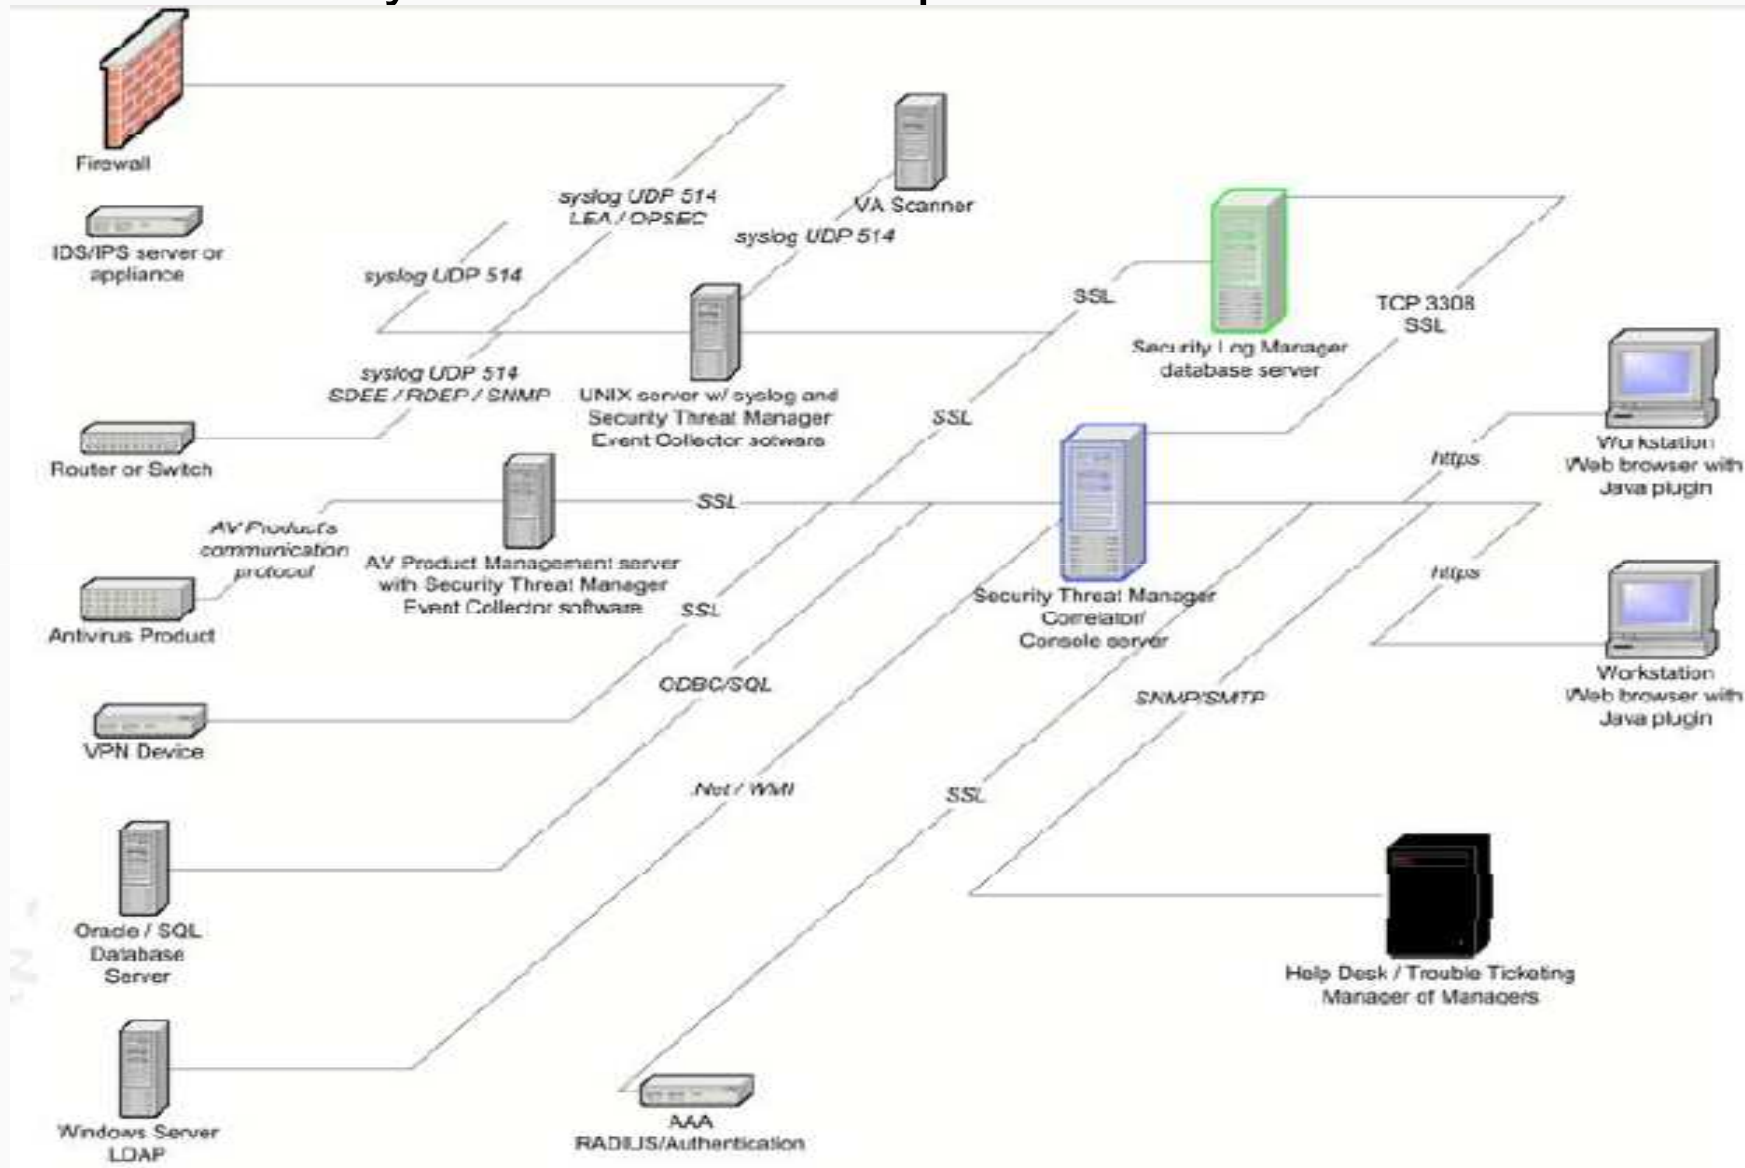 Firewall
IDS/IPS server or
appliance
syslog UDP 514
LEA / OPSEC
VA Scanner
syslog UDP 514
syslog UDP 514
SSL
TCP 3308
SSL
Security Log Manager
database server
syslog UDP 514
SDEE / RDEP / SNMP
UNIX server w/ syslog and
Security Threat Manager
Event Collector sotware
SSL
Router or Switch
https
Workstation
Web browser with
Java plugin
SSL
AV Product's
communication
protocol
AV Product Management server
with Security Threat Manager
Event Collector software
Antivirus Product
SSL
Security Threat Manager
Correlator/
Console server
https
Workstation
Web browser with
Java plugin
ODBC/SQL
SNMP/SMTP
VPN Device
.Net / WMI
SSL
Oracle / SQL
Database
Server
Help Desk / Trouble Ticketing
Manager of Managers
Windows Server
LDAP
AAA
RADIUS/Authentication